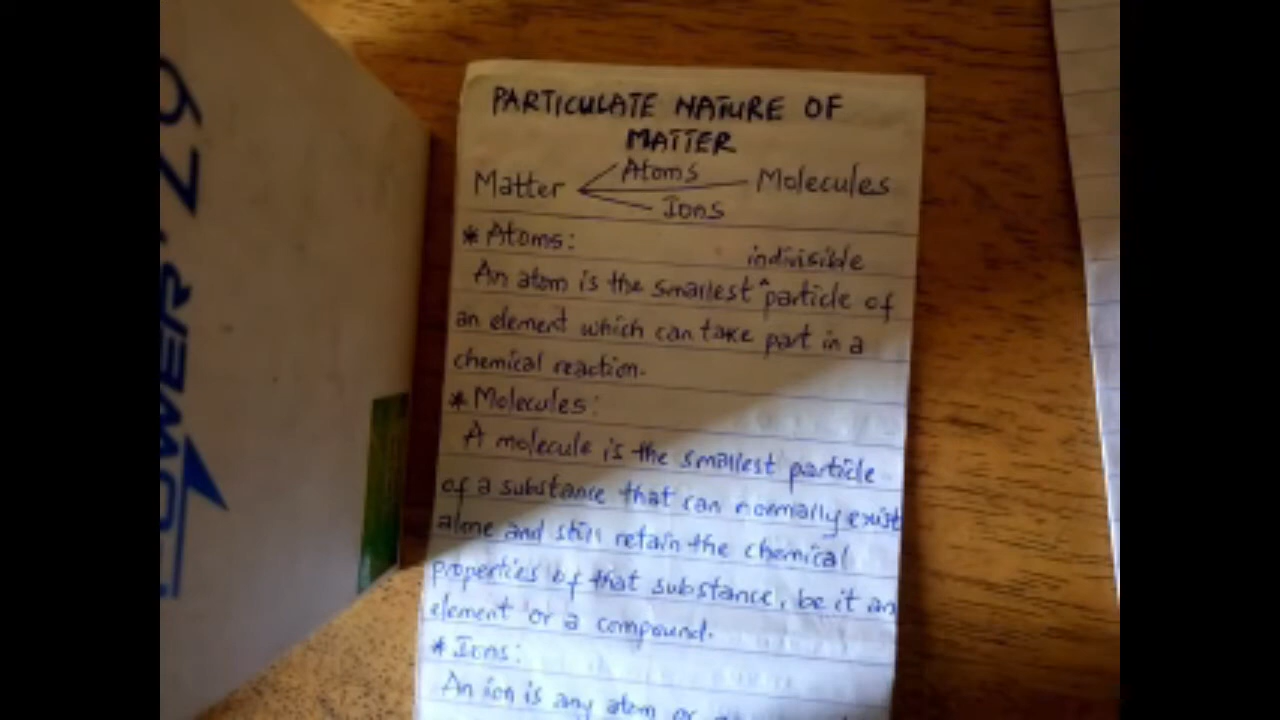 PARTICULATE NATURE OF
MATTER
Atoms
Matter Molecules
Ions
* Atoms:
indivisible
An atom is the smallest ^ particle of
an element which can take part in a
chemical reaction.
* Molecules:
A molecule is the smallest particle
of a substance that can normally exist
alone and still retain the chemical
properties of that substance, be it an
element or a compound.
* Ions:
An ion is any atom or